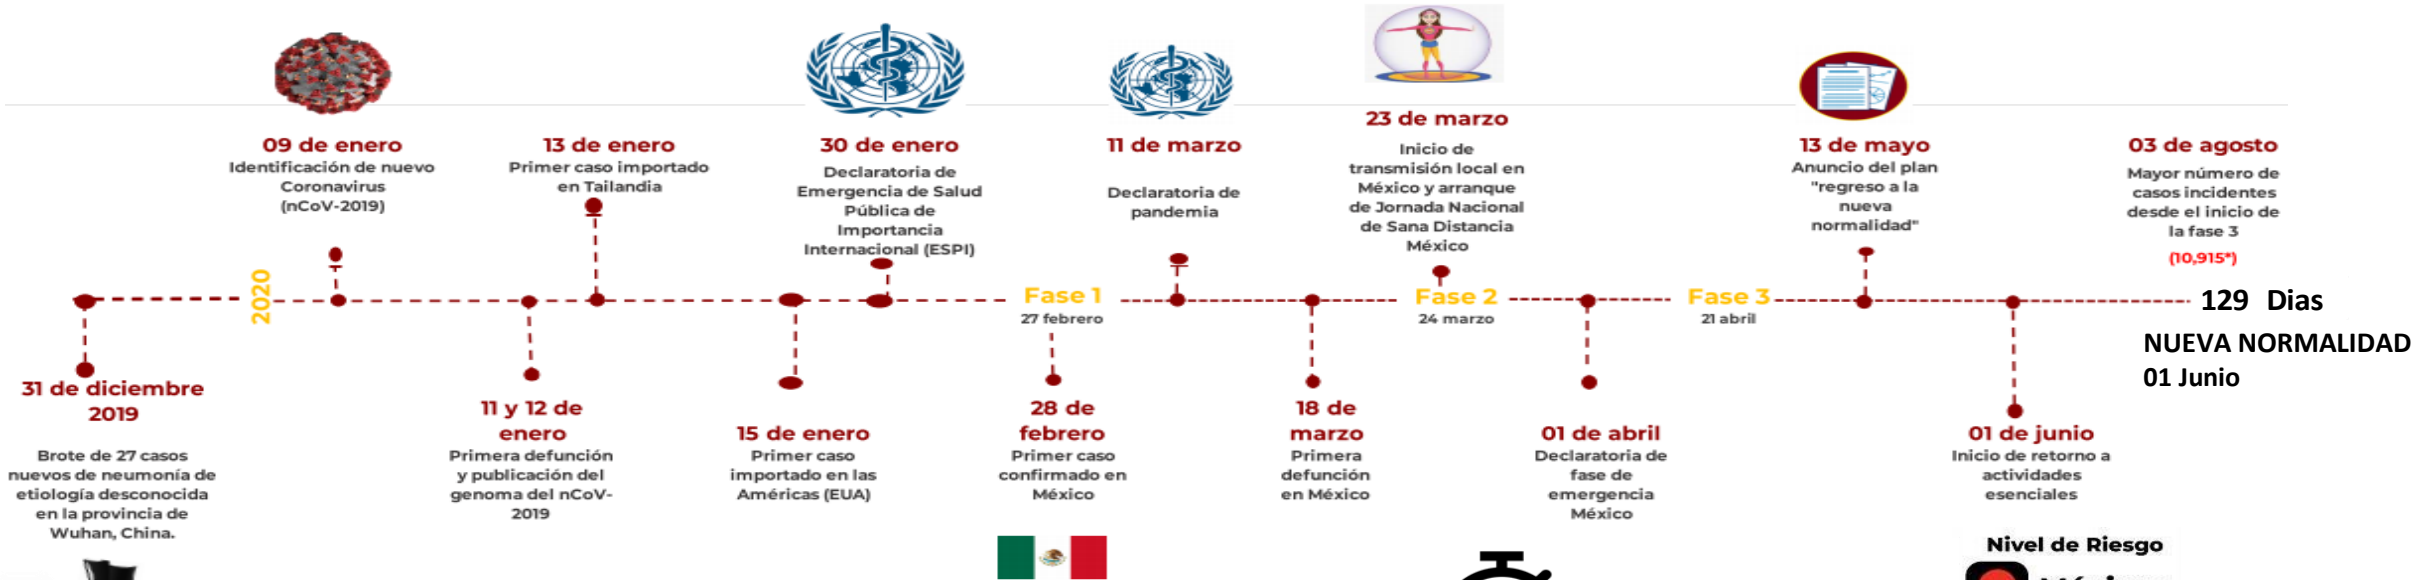 09 de enero
Identificación de nuevo
Coronavirus
(nCoV-2019)
13 de enero
Primer caso importado
en Tailandia
30 de enero
Declaratoria de
Emergencia de Salud
Pública de
Importancia
Internacional (ESPI)
11 de marzo
Declaratoria de
pandemia
23 de marzo
Inicio de
transmisión local en
México y arranque
de Jornada Nacional
de Sana Distancia
México
13 de mayo
Anuncio del plan
"regreso a la
nueva
normalidad"
03 de agosto
Mayor número de
casos incidentes
desde el inicio de
la fase 3
(10,915*)
2020
Fase 1
27 febrero
Fase 2
24 marzo
Fase 3
21 abril
129 Dias
NUEVA NORMALIDAD
01 Junio
31 de diciembre
2019
Brote de 27 casos
nuevos de neumonía de
etiología desconocida
en la provincia de
Wuhan, China.
11 y 12 de
enero
Primera defunción
y publicación del
genoma del nCoV-
2019
15 de enero
Primer caso
importado en las
Américas (EUA)
28 de
febrero
Primer caso
confirmado en
México
18 de
marzo
Primera
defunción
en México
01 de abril
Declaratoria de
fase de
emergencia
México
01 de junio
Inicio de retorno a
actividades
esenciales
Nivel de Riesgo